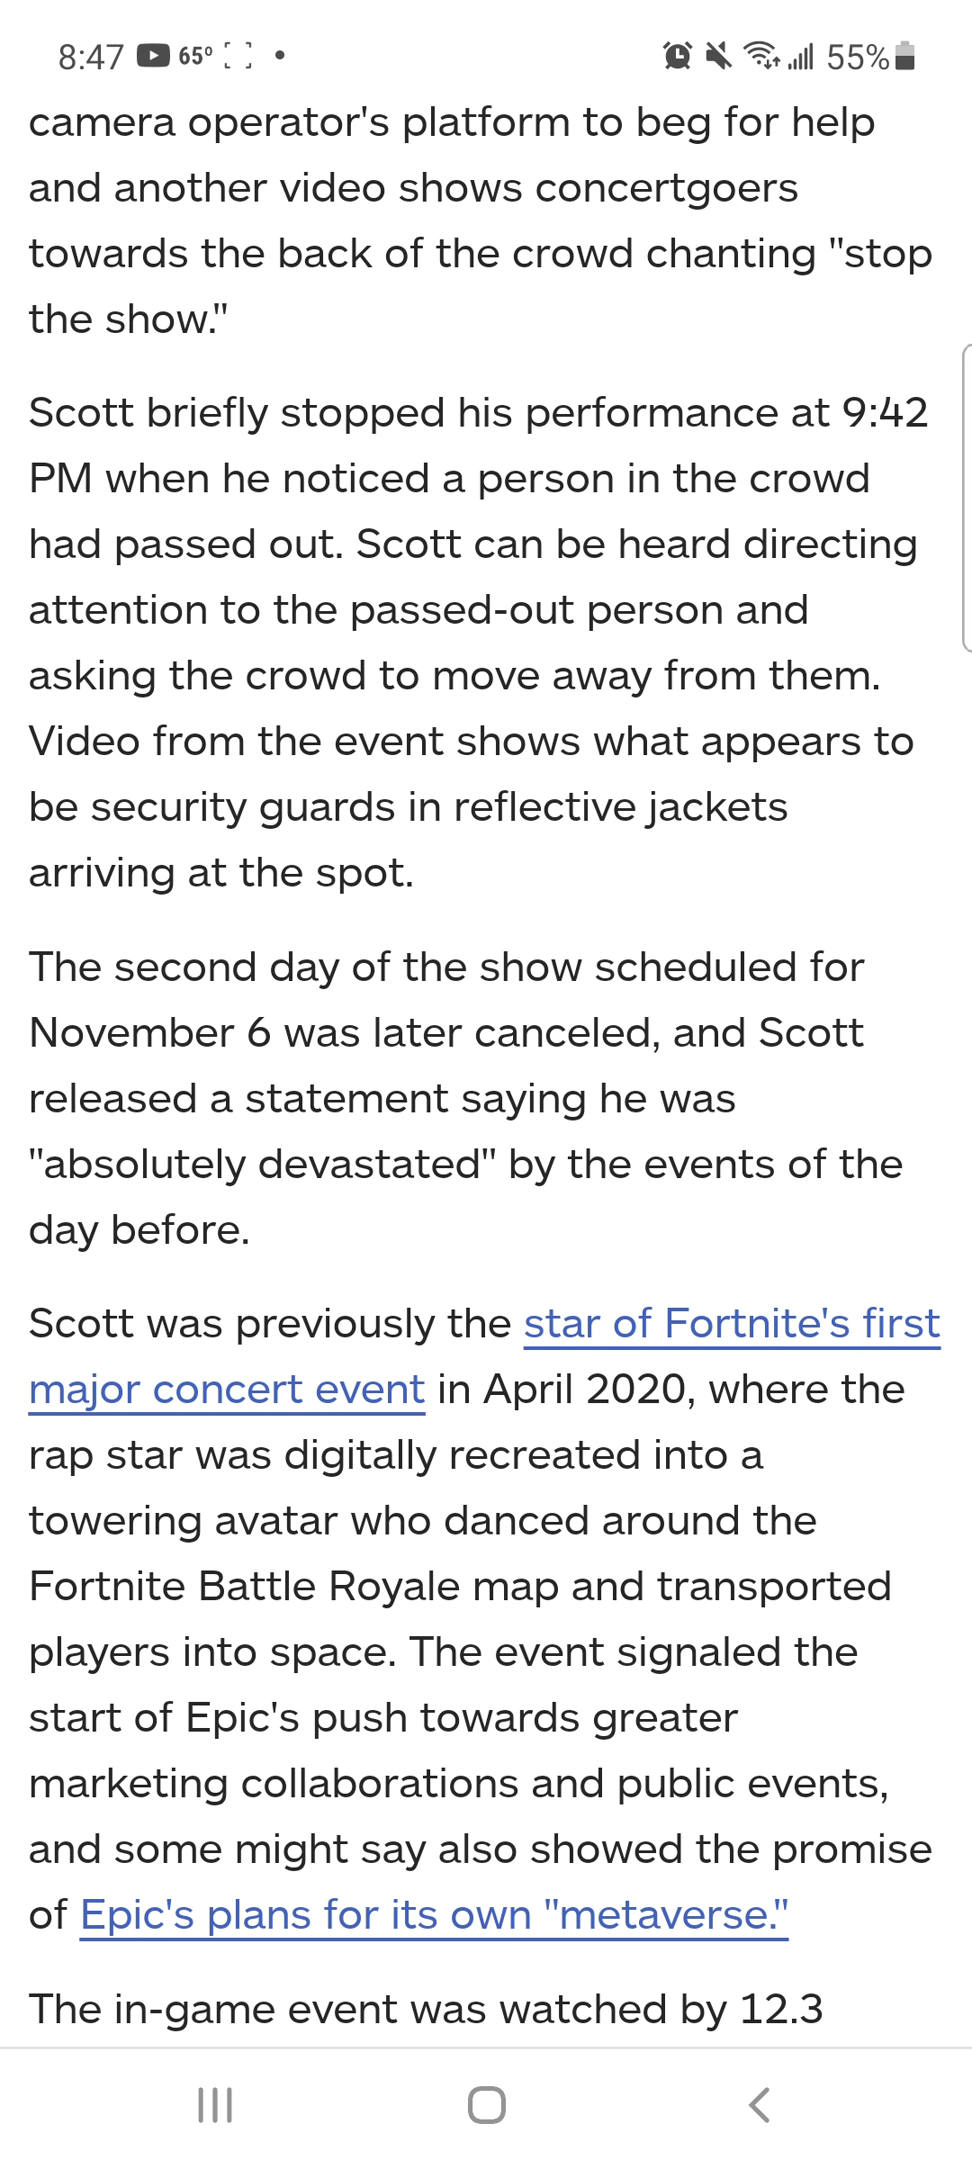 8:47 65° 55%
camera operator's platform to beg for help
and another video shows concertgoers
towards the back of the crowd chanting "stop
the show."
Scott briefly stopped his performance at 9:42
PM when he noticed a person in the crowd
had passed out. Scott can be heard directing
attention to the passed-out person and
asking the crowd to move away from them.
Video from the event shows what appears to
be security guards in reflective jackets
arriving at the spot.
The second day of the show scheduled for
November 6 was later canceled, and Scott
released a statement saying he was
"absolutely devastated" by the events of the
day before.
Scott was previously the star of Fortnite's first
major concert event in April 2020, where the
rap star was digitally recreated into a
towering avatar who danced around the
Fortnite Battle Royale map and transported
players into space. The event signaled the
start of Epic's push towards greater
marketing collaborations and public events,
and some might say also showed the promise
of Epic's plans for its own "metaverse."
The in-game event was watched by 12.3